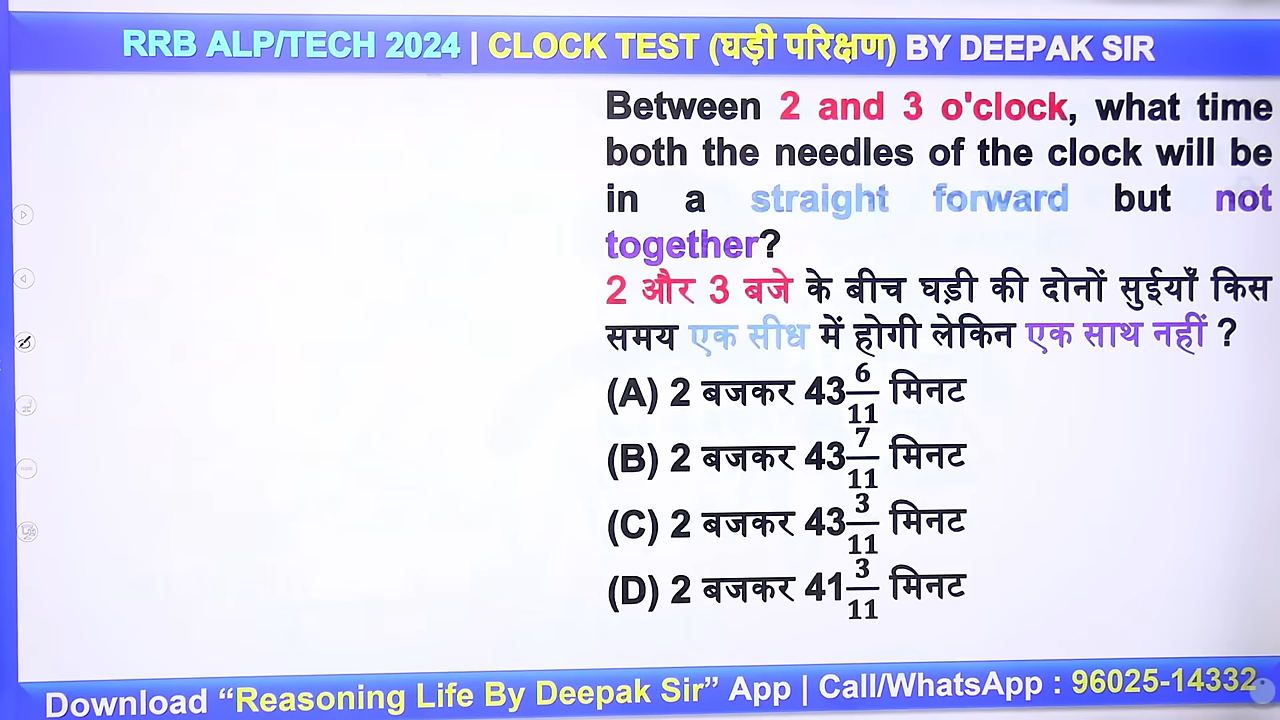 RRB ALP/TECH 2024 | CLOCK TEST (घड़ी परिक्षण) BY DEEPAK SIR
Between 2 and 3 o'clock, what time
both the needles of the clock will be
in a straight forward but not
together?
2 और 3 बजे के बीच घड़ी की दोनों सुईयाँ किस
समय एक सीध में होगी लेकिन एक साथ नहीं ?
(A) 2 बजकर 43 6/11 मिनट
(B) 2 बजकर 43 7/11 मिनट
(C) 2 बजकर 43 3/11 मिनट
(D) 2 बजकर 41 3/11 मिनट
Download “Reasoning Life By Deepak Sir” App | Call/WhatsApp : 96025-14332